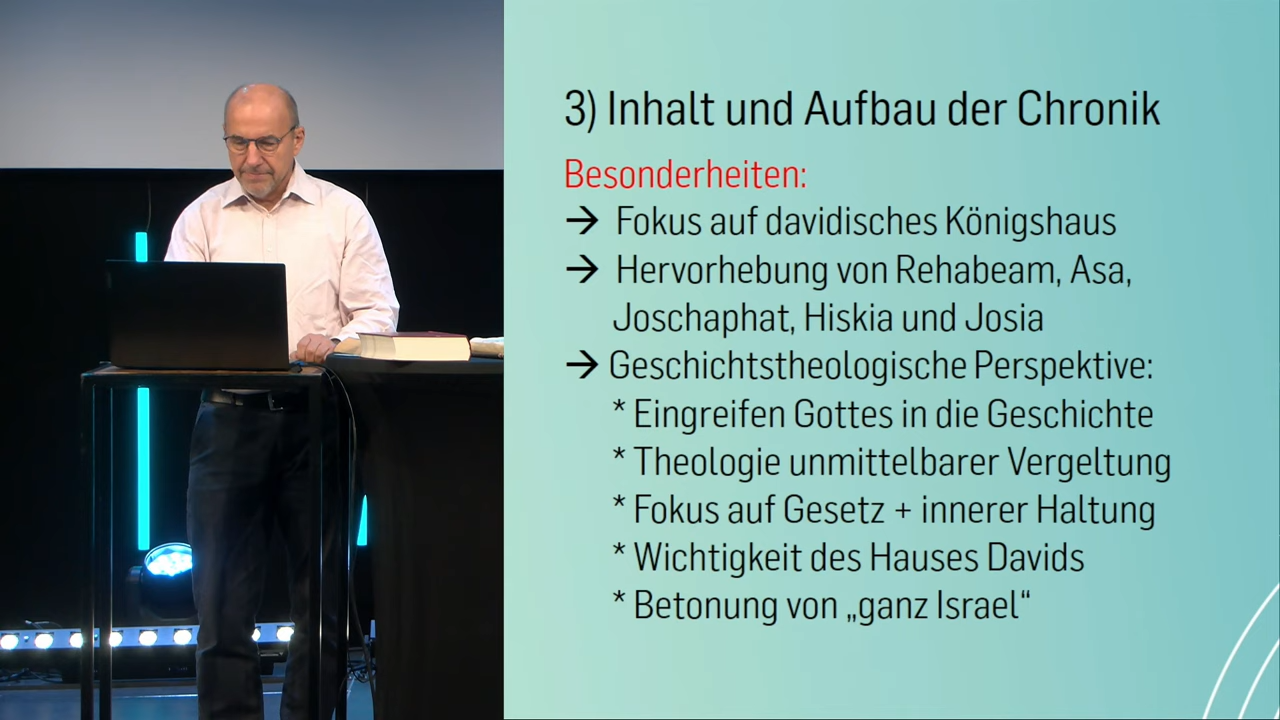 3) Inhalt und Aufbau der Chronik
Besonderheiten:
→ Fokus auf davidisches Königshaus
→ Hervorhebung von Rehabeam, Asa,
Joschaphat, Hiskia und Josia
→ Geschichtstheologische Perspektive:
* Eingreifen Gottes in die Geschichte
* Theologie unmittelbarer Vergeltung
* Fokus auf Gesetz + innerer Haltung
* Wichtigkeit des Hauses Davids
* Betonung von „ganz Israel“